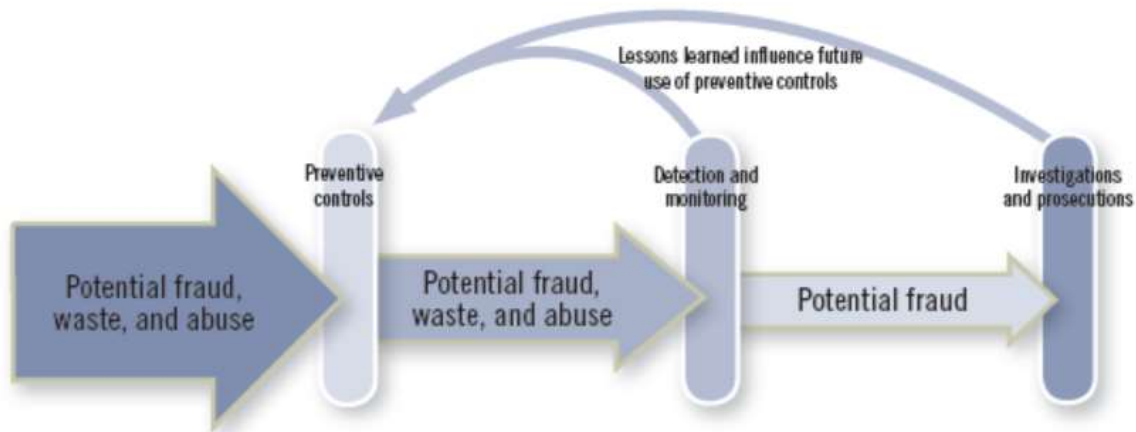 Lessons learned influence future
use of preventive controls
Preventive
controls
Detection and
monitoring
Investigations
and prosecutions
Potential fraud,
waste, and abuse
Potential fraud,
waste, and abuse
Potential fraud